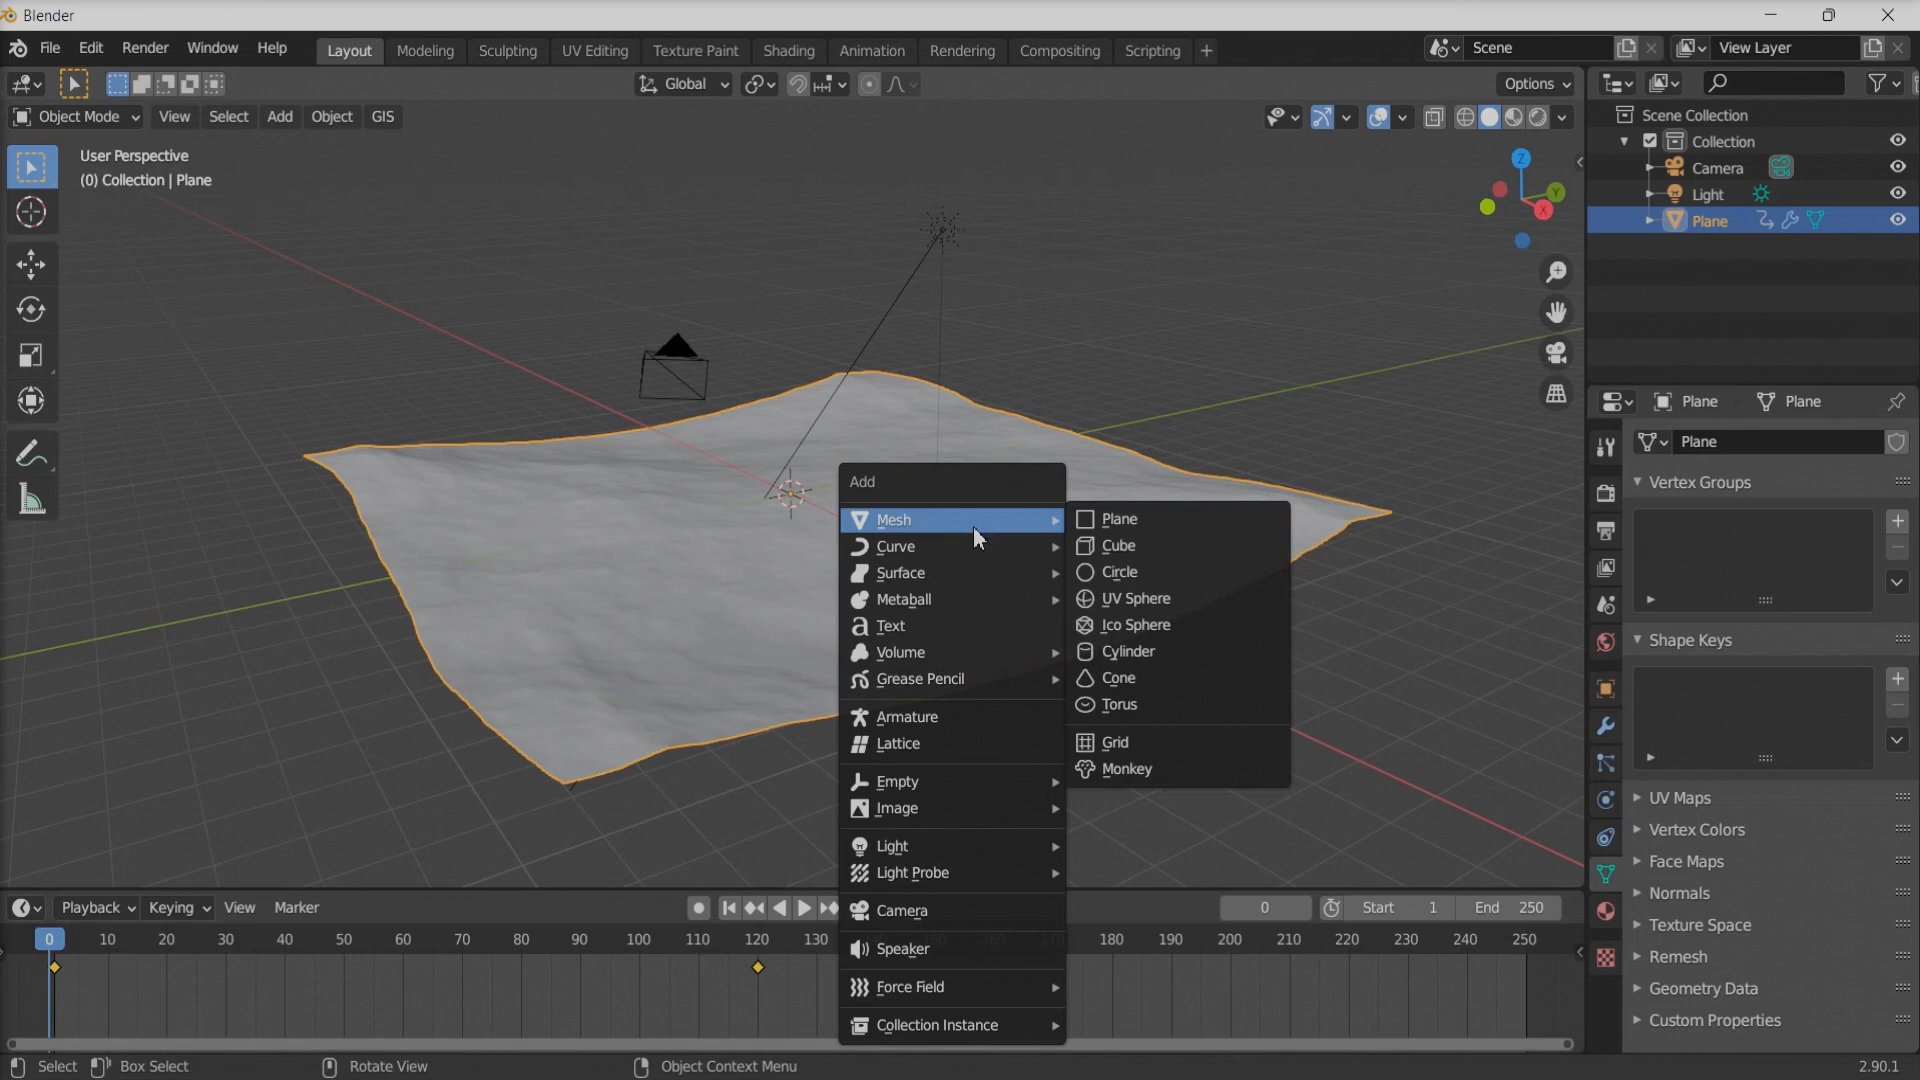 Blender
File Edit Render Window Help Layout Modeling Sculpting UV Editing Texture Paint Shading Animation Rendering Compositing Scripting + Scene View Layer
Global Options
Object Mode View Select Add Object GIS
User Perspective
(0) Collection | Plane
Z
Y
X
Scene Collection
Collection
Camera
Light
Plane
Plane Plane
Plane
Vertex Groups
Shape Keys
UV Maps
Vertex Colors
Face Maps
Normals
Texture Space
Remesh
Geometry Data
Custom Properties
Add
Mesh
Curve
Surface
Metaball
Text
Volume
Grease Pencil
Armature
Lattice
Empty
Image
Light
Light Probe
Camera
Speaker
Force Field
Collection Instance
Plane
Cube
Circle
UV Sphere
Ico Sphere
Cylinder
Cone
Torus
Grid
Monkey
Playback Keying View Marker 0 Start 1 End 250
0 10 20 30 40 50 60 70 80 90 100 110 120 130 150 160 170 180 190 200 210 220 230 240 250
Select Box Select Rotate View Object Context Menu 2.90.1